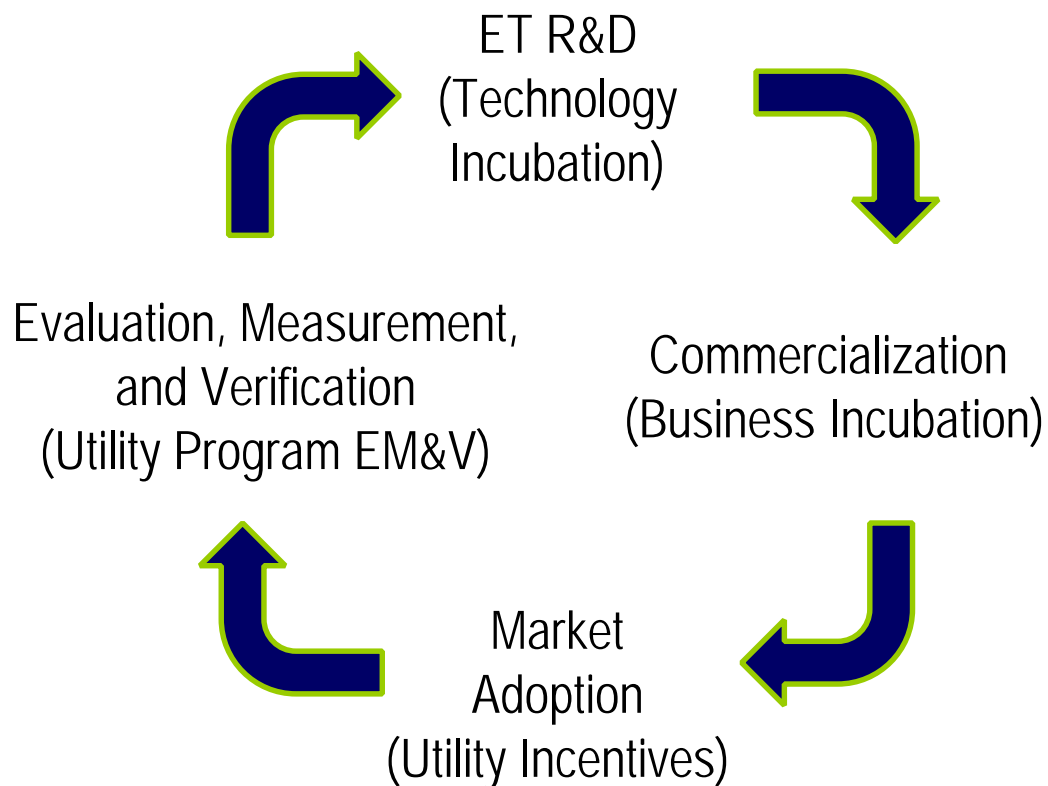 ET R&D
(Technology
Incubation)
Evaluation, Measurement,
and Verification
(Utility Program EM&V)
Commercialization
(Business Incubation)
Market
Adoption
(Utility Incentives)